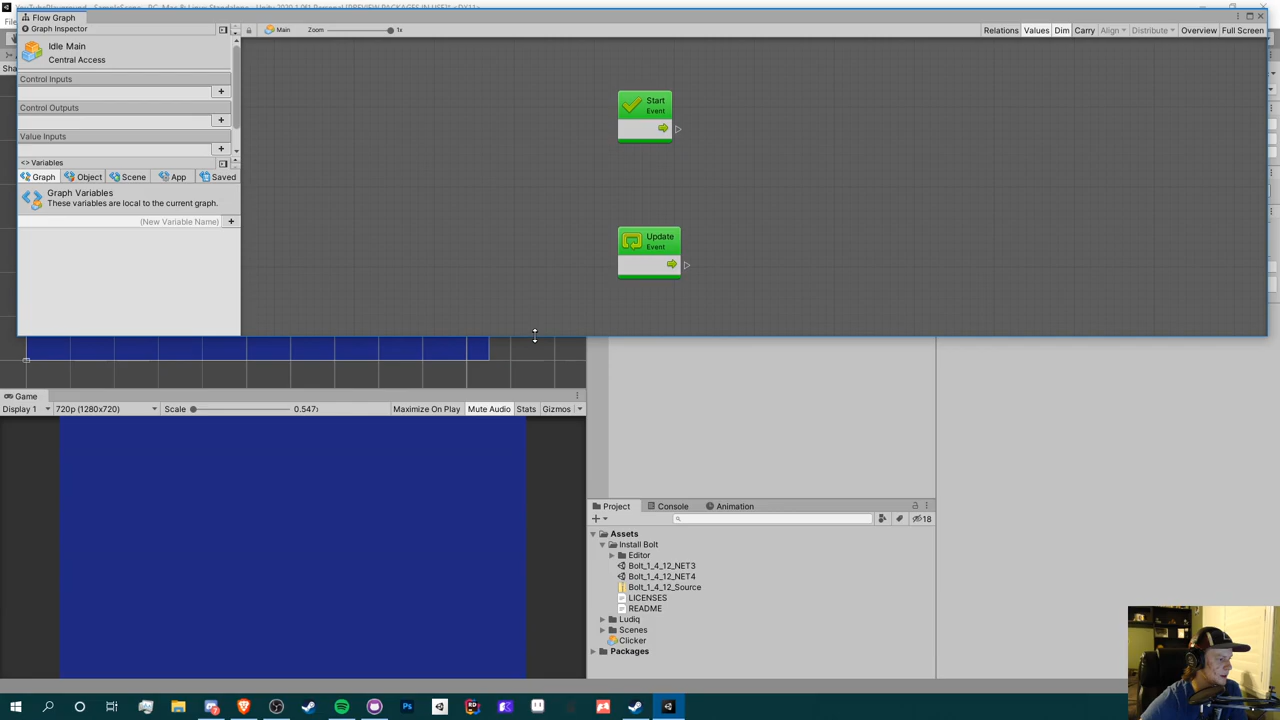 Flow Graph
Graph Inspector
Main
Zoom
1x
Relations
Values
Dim
Carry
Align
Distribute
Overview
Full Screen
Idle Main
Central Access
Control Inputs
Control Outputs
Value Inputs
<> Variables
Graph
Object
Scene
App
Saved
Graph Variables
These variables are local to the current graph.
(New Variable Name)
Start
Event
Update
Event
Game
Display 1
720p (1280x720)
Scale
0.547
Maximize On Play
Mute Audio
Stats
Gizmos
Project
Console
Animation
18
Assets
Install Bolt
Editor
Bolt_1_4_12_NET3
Bolt_1_4_12_NET4
Bolt_1_4_12_Source
LICENSES
README
Ludiq
Scenes
Clicker
Packages